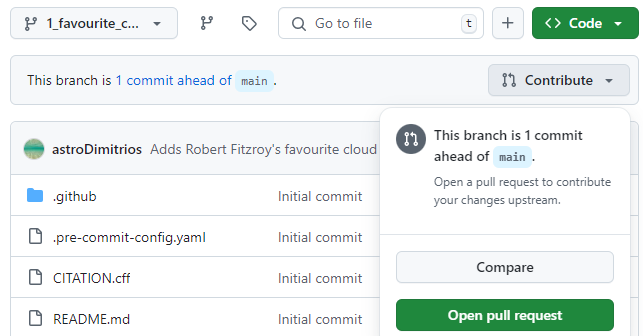 1_favourite_c...
Go to file
t
Code
This branch is 1 commit ahead of main.
Contribute
astroDimitrios Adds Robert Fitzroy's favourite cloud
.github Initial commit
.pre-commit-config.yaml Initial commit
CITATION.cff Initial commit
README.md Initial commit
This branch is 1 commit
ahead of main.
Open a pull request to contribute
your changes upstream.
Compare
Open pull request